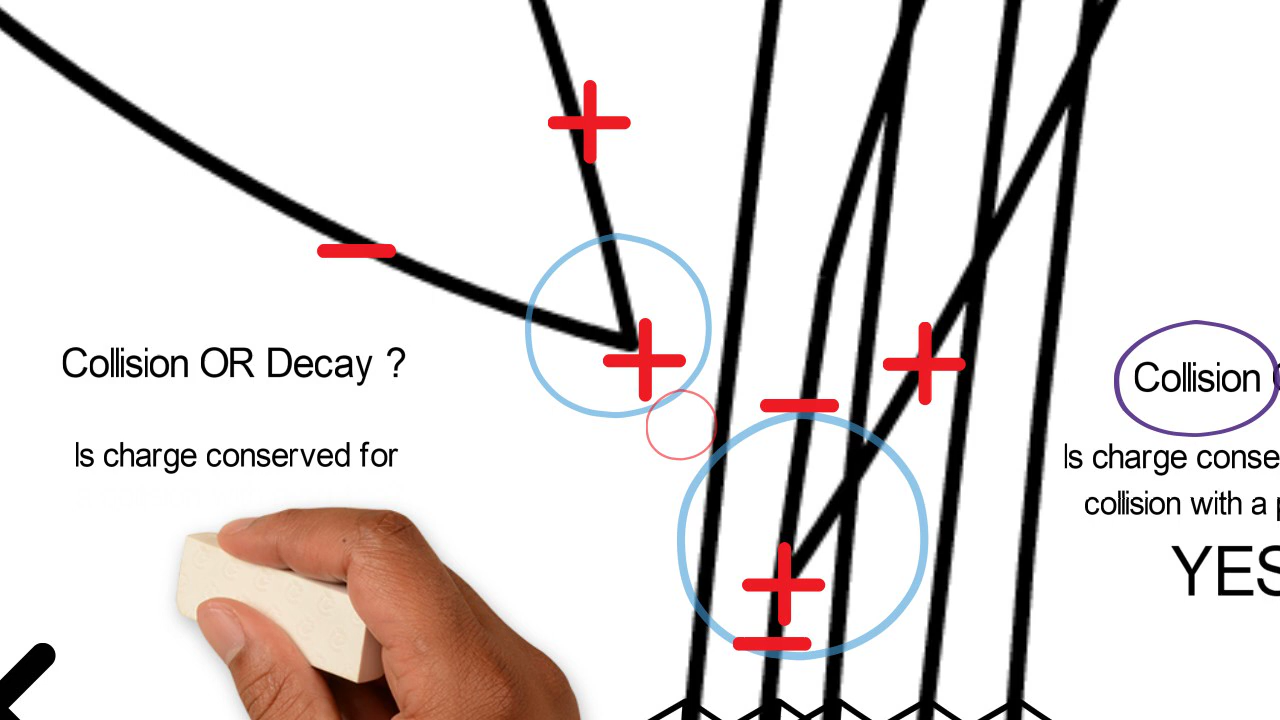 Collision OR Decay ?
Is charge conserved for
Collision
Is charge conse
collision with a p
YES